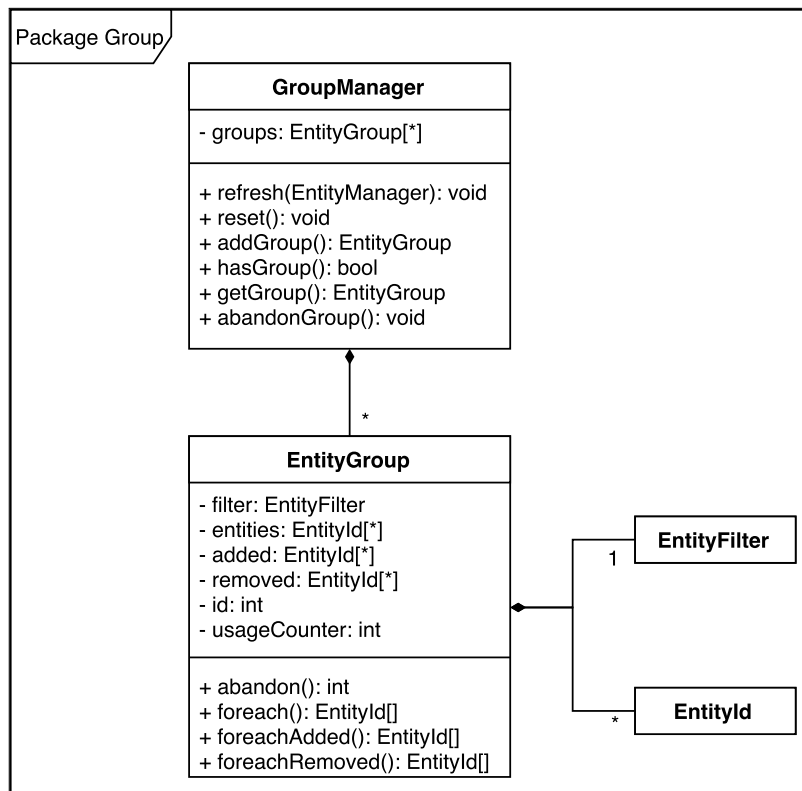 Package Group
GroupManager
- groups: EntityGroup[*]
+ refresh(EntityManager): void
+ reset(): void
+ addGroup(): EntityGroup
+ hasGroup(): bool
+ getGroup(): EntityGroup
+ abandonGroup(): void
*
EntityGroup
- filter: EntityFilter
- entities: EntityId[*]
- added: EntityId[*]
- removed: EntityId[*]
- id: int
- usageCounter: int
+ abandon(): int
+ foreach(): EntityId[]
+ foreachAdded(): EntityId[]
+ foreachRemoved(): EntityId[]
EntityFilter
1
EntityId
*